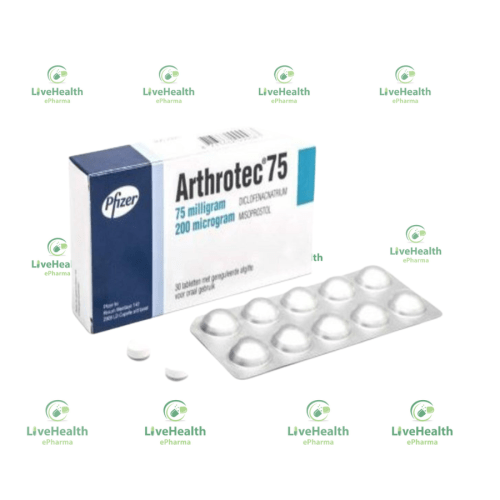 LiveHealth
ePharma
LiveHealth
ePharma
LiveHealth
ePharma
LiveHealth
ePharma
Pfizer
Arthrotec® 75
75 milligram DICLOFENACNATRIUM
200 microgram MISOPROSTOL
30 tabletten met gereguleerde afgifte
voor oraal gebruik
LiveHealth
ePharma
LiveHealth
ePharma
LiveHealth
ePharma
LiveHealth
ePharma
LiveHealth
ePharma
LiveHealth
ePharma